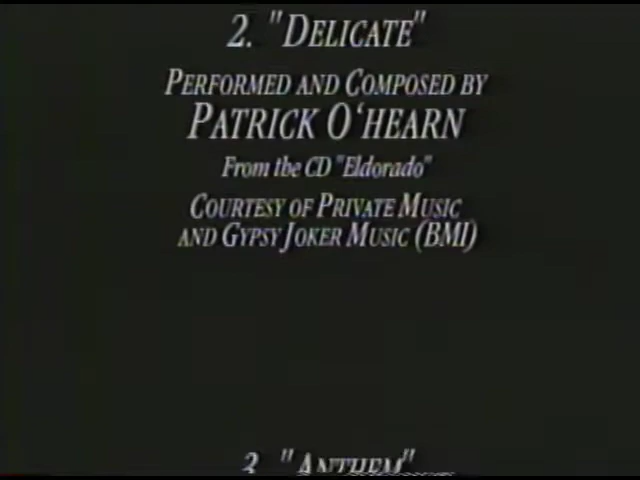 2. "DELICATE"
PERFORMED AND COMPOSED BY
PATRICK O‘HEARN
From the CD "Eldorado"
COURTESY OF PRIVATE MUSIC
AND GYPSY JOKER MUSIC (BMI)
3. "ANTHEM"